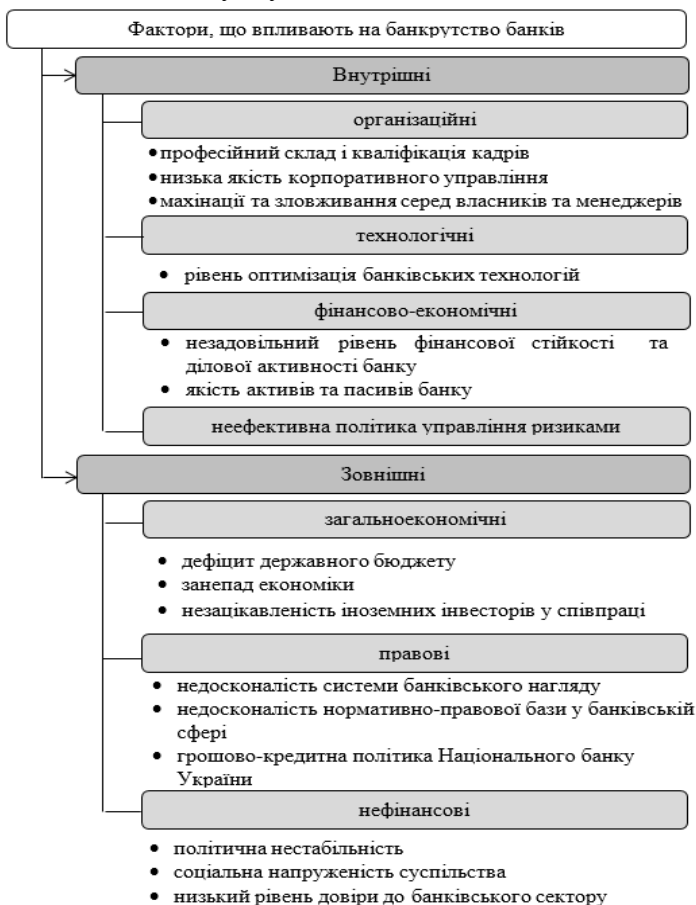 Фактори, що впливають на банкрутство банків
Внутрішні
організаційні
• професійний склад і кваліфікація кадрів
• низька якість корпоративного управління
• махінації та зловживання серед власників та менеджерів
технологічні
• рівень оптимізація банківських технологій
фінансово-економічні
• незадовільний рівень фінансової стійкості та
ділової активності банку
• якість активів та пасивів банку
неефективна політика управління ризиками
Зовнішні
загальноекономічні
• дефіцит державного бюджету
• занепад економіки
• незацікавленість іноземних інвесторів у співпраці
правові
• недосконалість системи банківського нагляду
• недосконалість нормативно-правової бази у банківській
сфері
• грошово-кредитна політика Національного банку
України
нефінансові
• політична нестабільність
• соціальна напруженість суспільства
• низький рівень довіри до банківського сектору